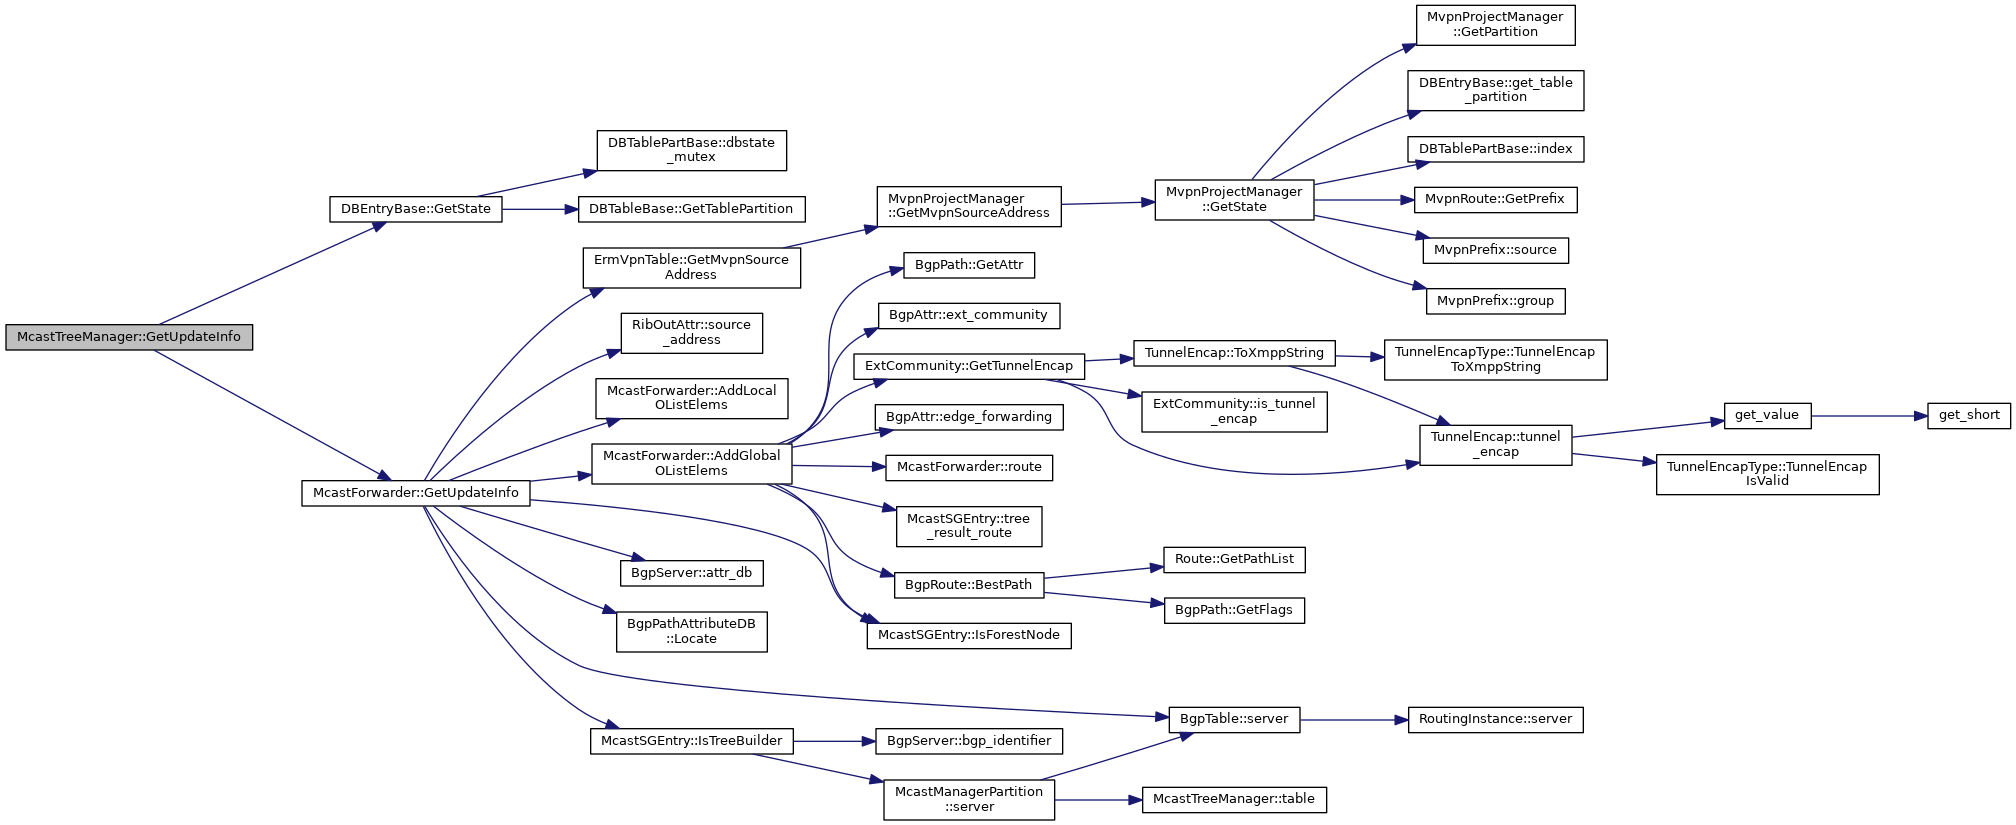 McastTreeManager::GetUpdateInfo
DBEntryBase::GetState
McastForwarder::GetUpdateInfo
DBTablePartBase::dbstate
_mutex
DBTableBase::GetTablePartition
ErmVpnTable::GetMvpnSource
Address
RibOutAttr::source
_address
McastForwarder::AddLocal
OListElems
McastForwarder::AddGlobal
OListElems
BgpServer::attr_db
BgpPathAttributeDB
::Locate
McastSGEntry::IsTreeBuilder
MvpnProjectManager
::GetMvpnSourceAddress
BgpPath::GetAttr
BgpAttr::ext_community
ExtCommunity::GetTunnelEncap
BgpAttr::edge_forwarding
McastForwarder::route
McastSGEntry::tree
_result_route
BgpRoute::BestPath
McastSGEntry::IsForestNode
BgpServer::bgp_identifier
McastManagerPartition
::server
MvpnProjectManager
::GetState
TunnelEncap::ToXmppString
ExtCommunity::is_tunnel
_encap
Route::GetPathList
BgpPath::GetFlags
BgpTable::server
McastTreeManager::table
MvpnProjectManager
::GetPartition
DBEntryBase::get_table
_partition
DBTablePartBase::index
MvpnRoute::GetPrefix
MvpnPrefix::source
MvpnPrefix::group
TunnelEncapType::TunnelEncap
ToXmppString
TunnelEncap::tunnel
_encap
RoutingInstance::server
get_value
TunnelEncapType::TunnelEncap
IsValid
get_short